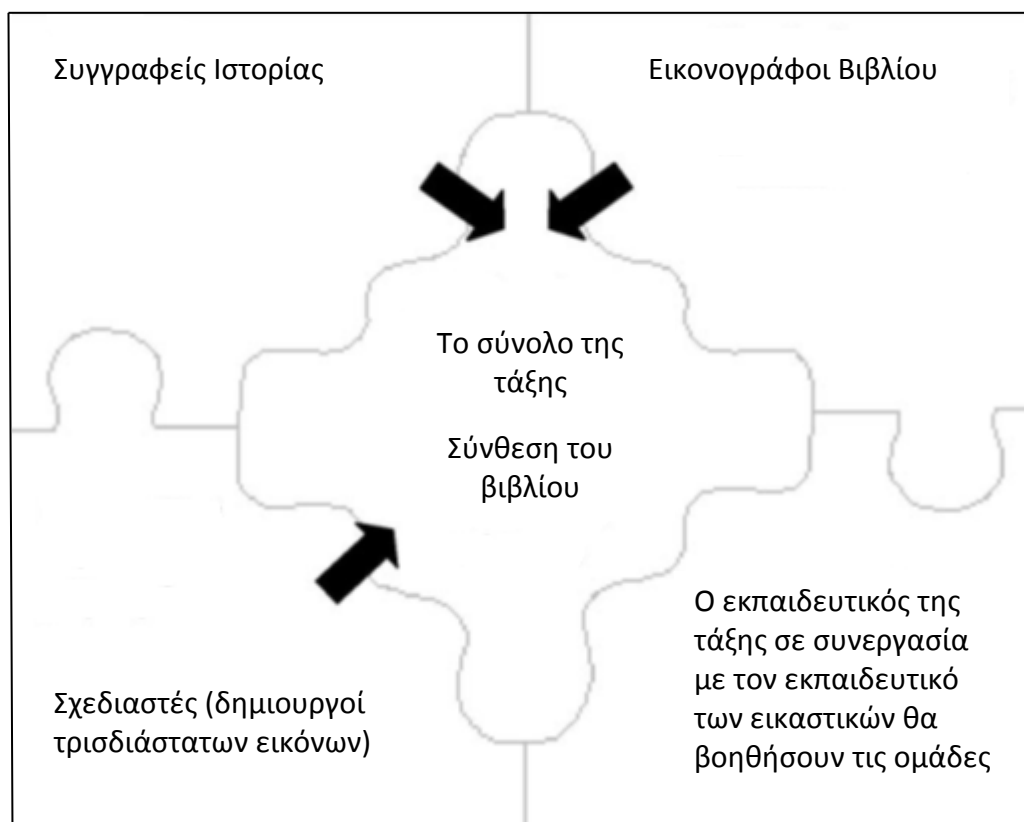 Συγγραφείς Ιστορίας
Εικονογράφοι Βιβλίου
Το σύνολο της
τάξης
Σύνθεση του
βιβλίου
Σχεδιαστές (δημιουργοί
τρισδιάστατων εικόνων)
Ο εκπαιδευτικός της
τάξης σε συνεργασία
με τον εκπαιδευτικό
των εικαστικών θα
βοηθήσουν τις ομάδες